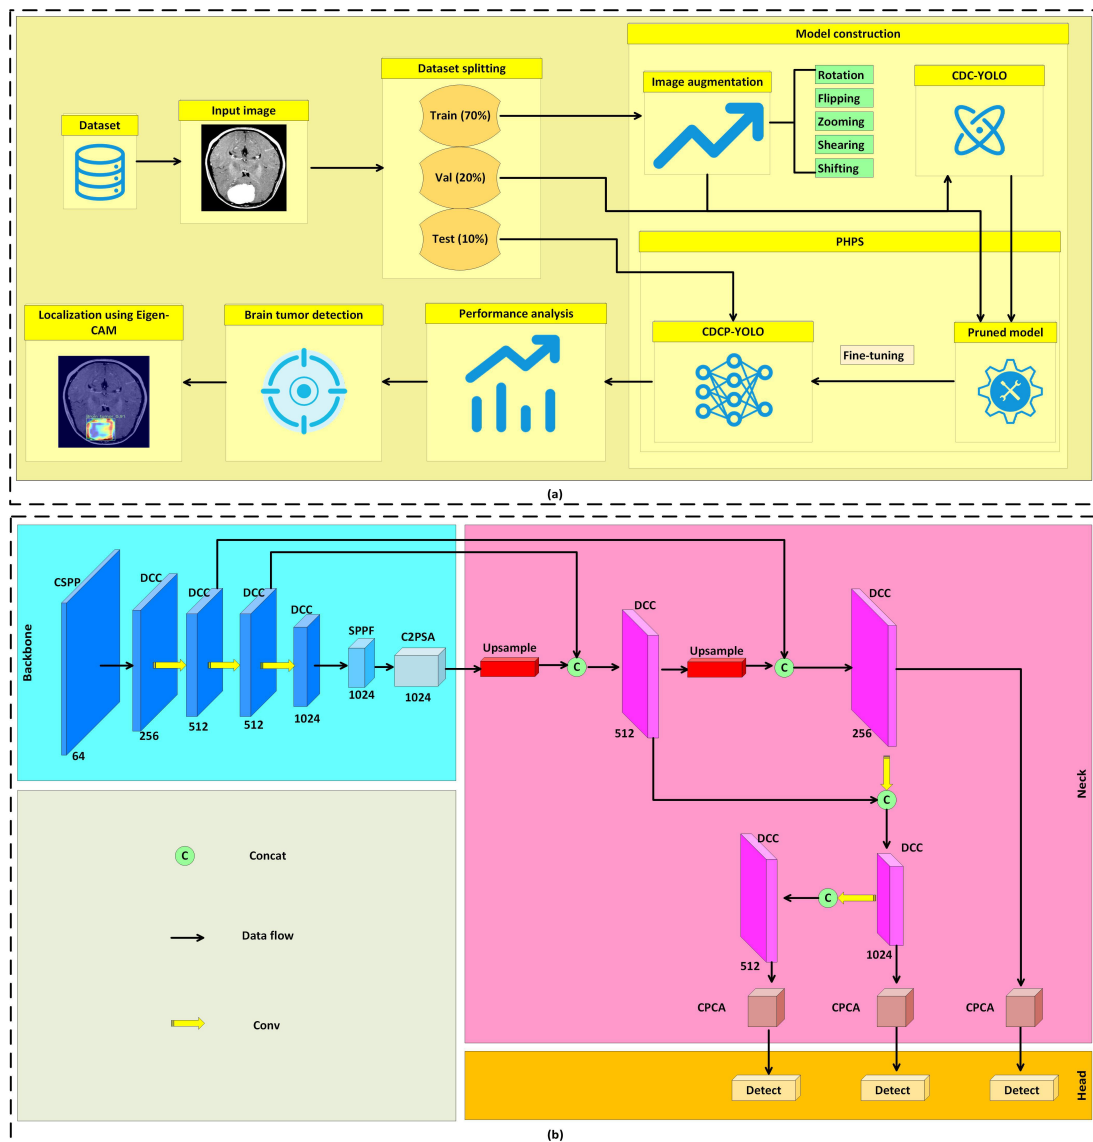 Model construction
Dataset splitting
Image augmentation
CDC-YOLO
Rotation
Flipping
Zooming
Shearing
Shifting
Input image
Dataset
Train (70%)
Val (20%)
Test (10%)
PHPS
Localization using Eigen-
CAM
Brain tumor detection
Performance analysis
CDCP-YOLO
Fine-tuning
Pruned model
(a)
Backbone
CSPP
DCC
DCC
DCC
DCC
SPPF
C2PSA
64
256
512
512
1024
1024
1024
Upsample
C
DCC
512
Upsample
C
DCC
256
Neck
C
DCC
DCC
C
512
1024
CPCA
CPCA
CPCA
C
Concat
Data flow
Conv
Detect
Detect
Detect
Head
(b)